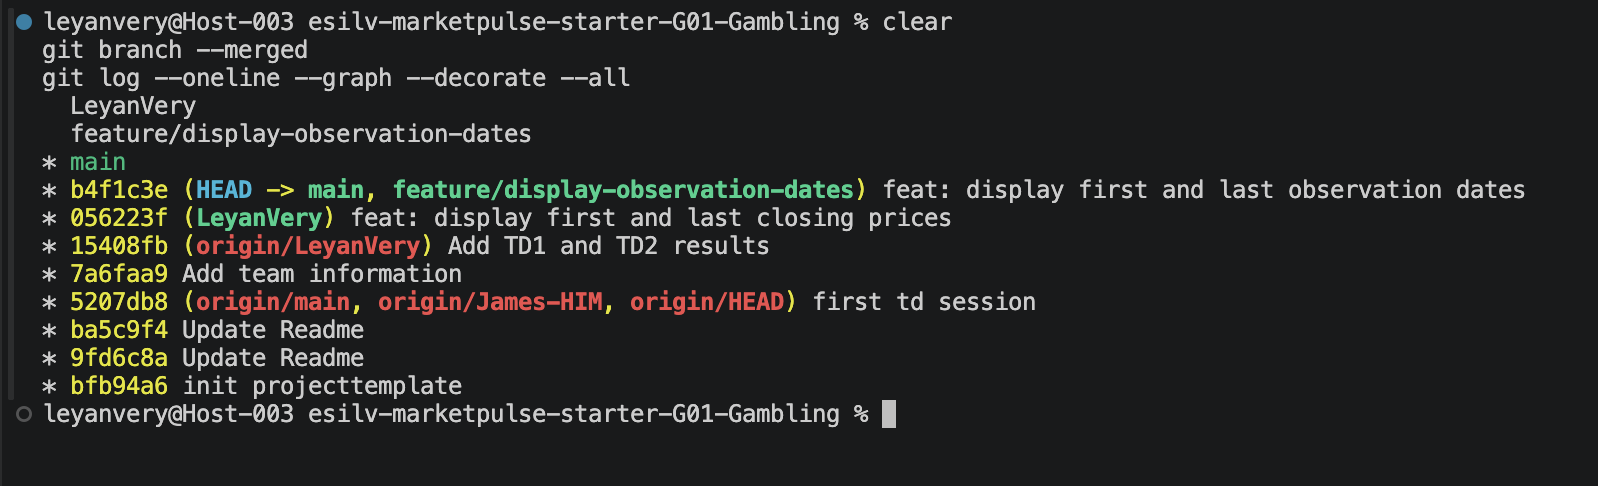 leyanvery@Host-003 esilv-marketpulse-starter-G01-Gambling % clear
git branch --merged
git log --oneline --graph --decorate --all
  LeyanVery
  feature/display-observation-dates
* main
* b4f1c3e (HEAD -> main, feature/display-observation-dates) feat: display first and last observation dates
* 056223f (LeyanVery) feat: display first and last closing prices
* 15408fb (origin/LeyanVery) Add TD1 and TD2 results
* 7a6faa9 Add team information
* 5207db8 (origin/main, origin/James-HIM, origin/HEAD) first td session
* ba5c9f4 Update Readme
* 9fd6c8a Update Readme
* bfb94a6 init projecttemplate
leyanvery@Host-003 esilv-marketpulse-starter-G01-Gambling %